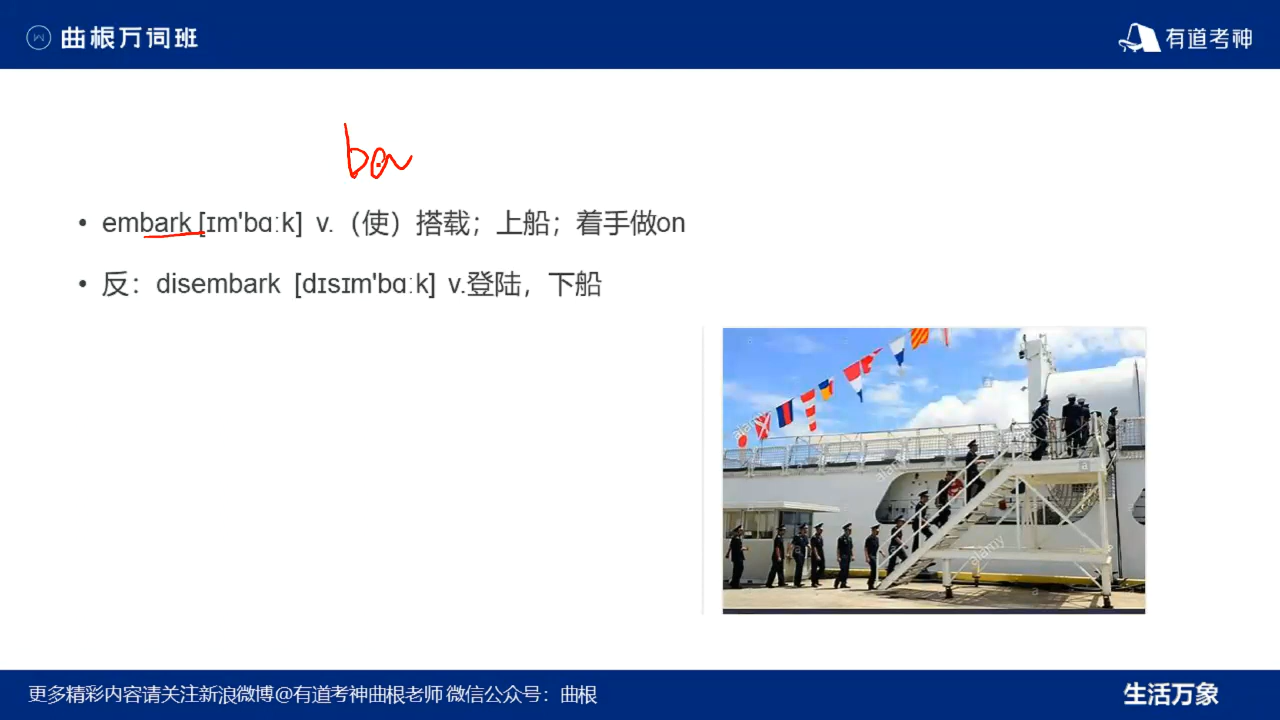 曲根万词班
有道考神
• embark [ɪm'bɑːk] v.（使）搭载；上船；着手做on
• 反：disembark [dɪsɪm'bɑːk] v.登陆，下船
alamy
alamy
alamy
更多精彩内容请关注新浪微博@有道考神曲根老师 微信公众号：曲根
生活万象